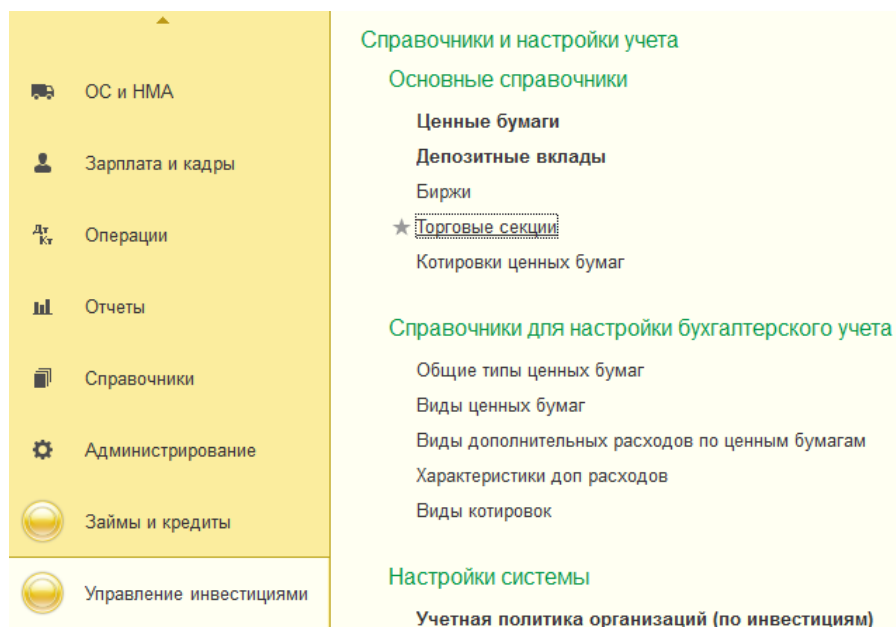 ОС и НМА
Зарплата и кадры
Дт
Кт
Операции
Отчеты
Справочники
Администрирование
Займы и кредиты
Управление инвестициями
Справочники и настройки учета
Основные справочники
Ценные бумаги
Депозитные вклады
Биржи
Торговые секции
Котировки ценных бумаг
Справочники для настройки бухгалтерского учета
Общие типы ценных бумаг
Виды ценных бумаг
Виды дополнительных расходов по ценным бумагам
Характеристики доп расходов
Виды котировок
Настройки системы
Учетная политика организаций (по инвестициям)